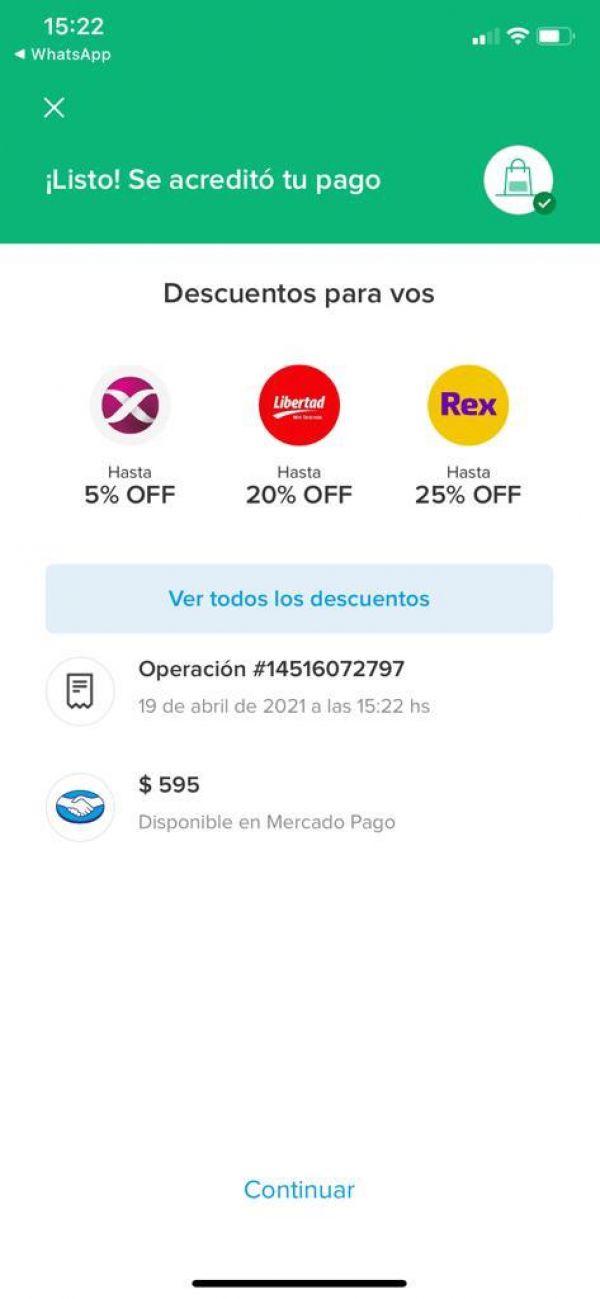 15:22
◀ WhatsApp
¡Listo! Se acreditó tu pago
Descuentos para vos
Libertad
Rex
Hasta
5% OFF
Hasta
20% OFF
Hasta
25% OFF
Ver todos los descuentos
Operación #14516072797
19 de abril de 2021 a las 15:22 hs
$ 595
Disponible en Mercado Pago
Continuar